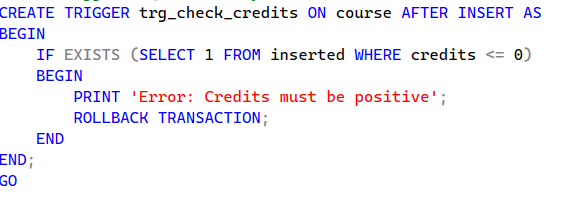 CREATE TRIGGER trg_check_credits ON course AFTER INSERT AS
BEGIN
    IF EXISTS (SELECT 1 FROM inserted WHERE credits <= 0)
    BEGIN
        PRINT 'Error: Credits must be positive';
        ROLLBACK TRANSACTION;
    END
END;
GO